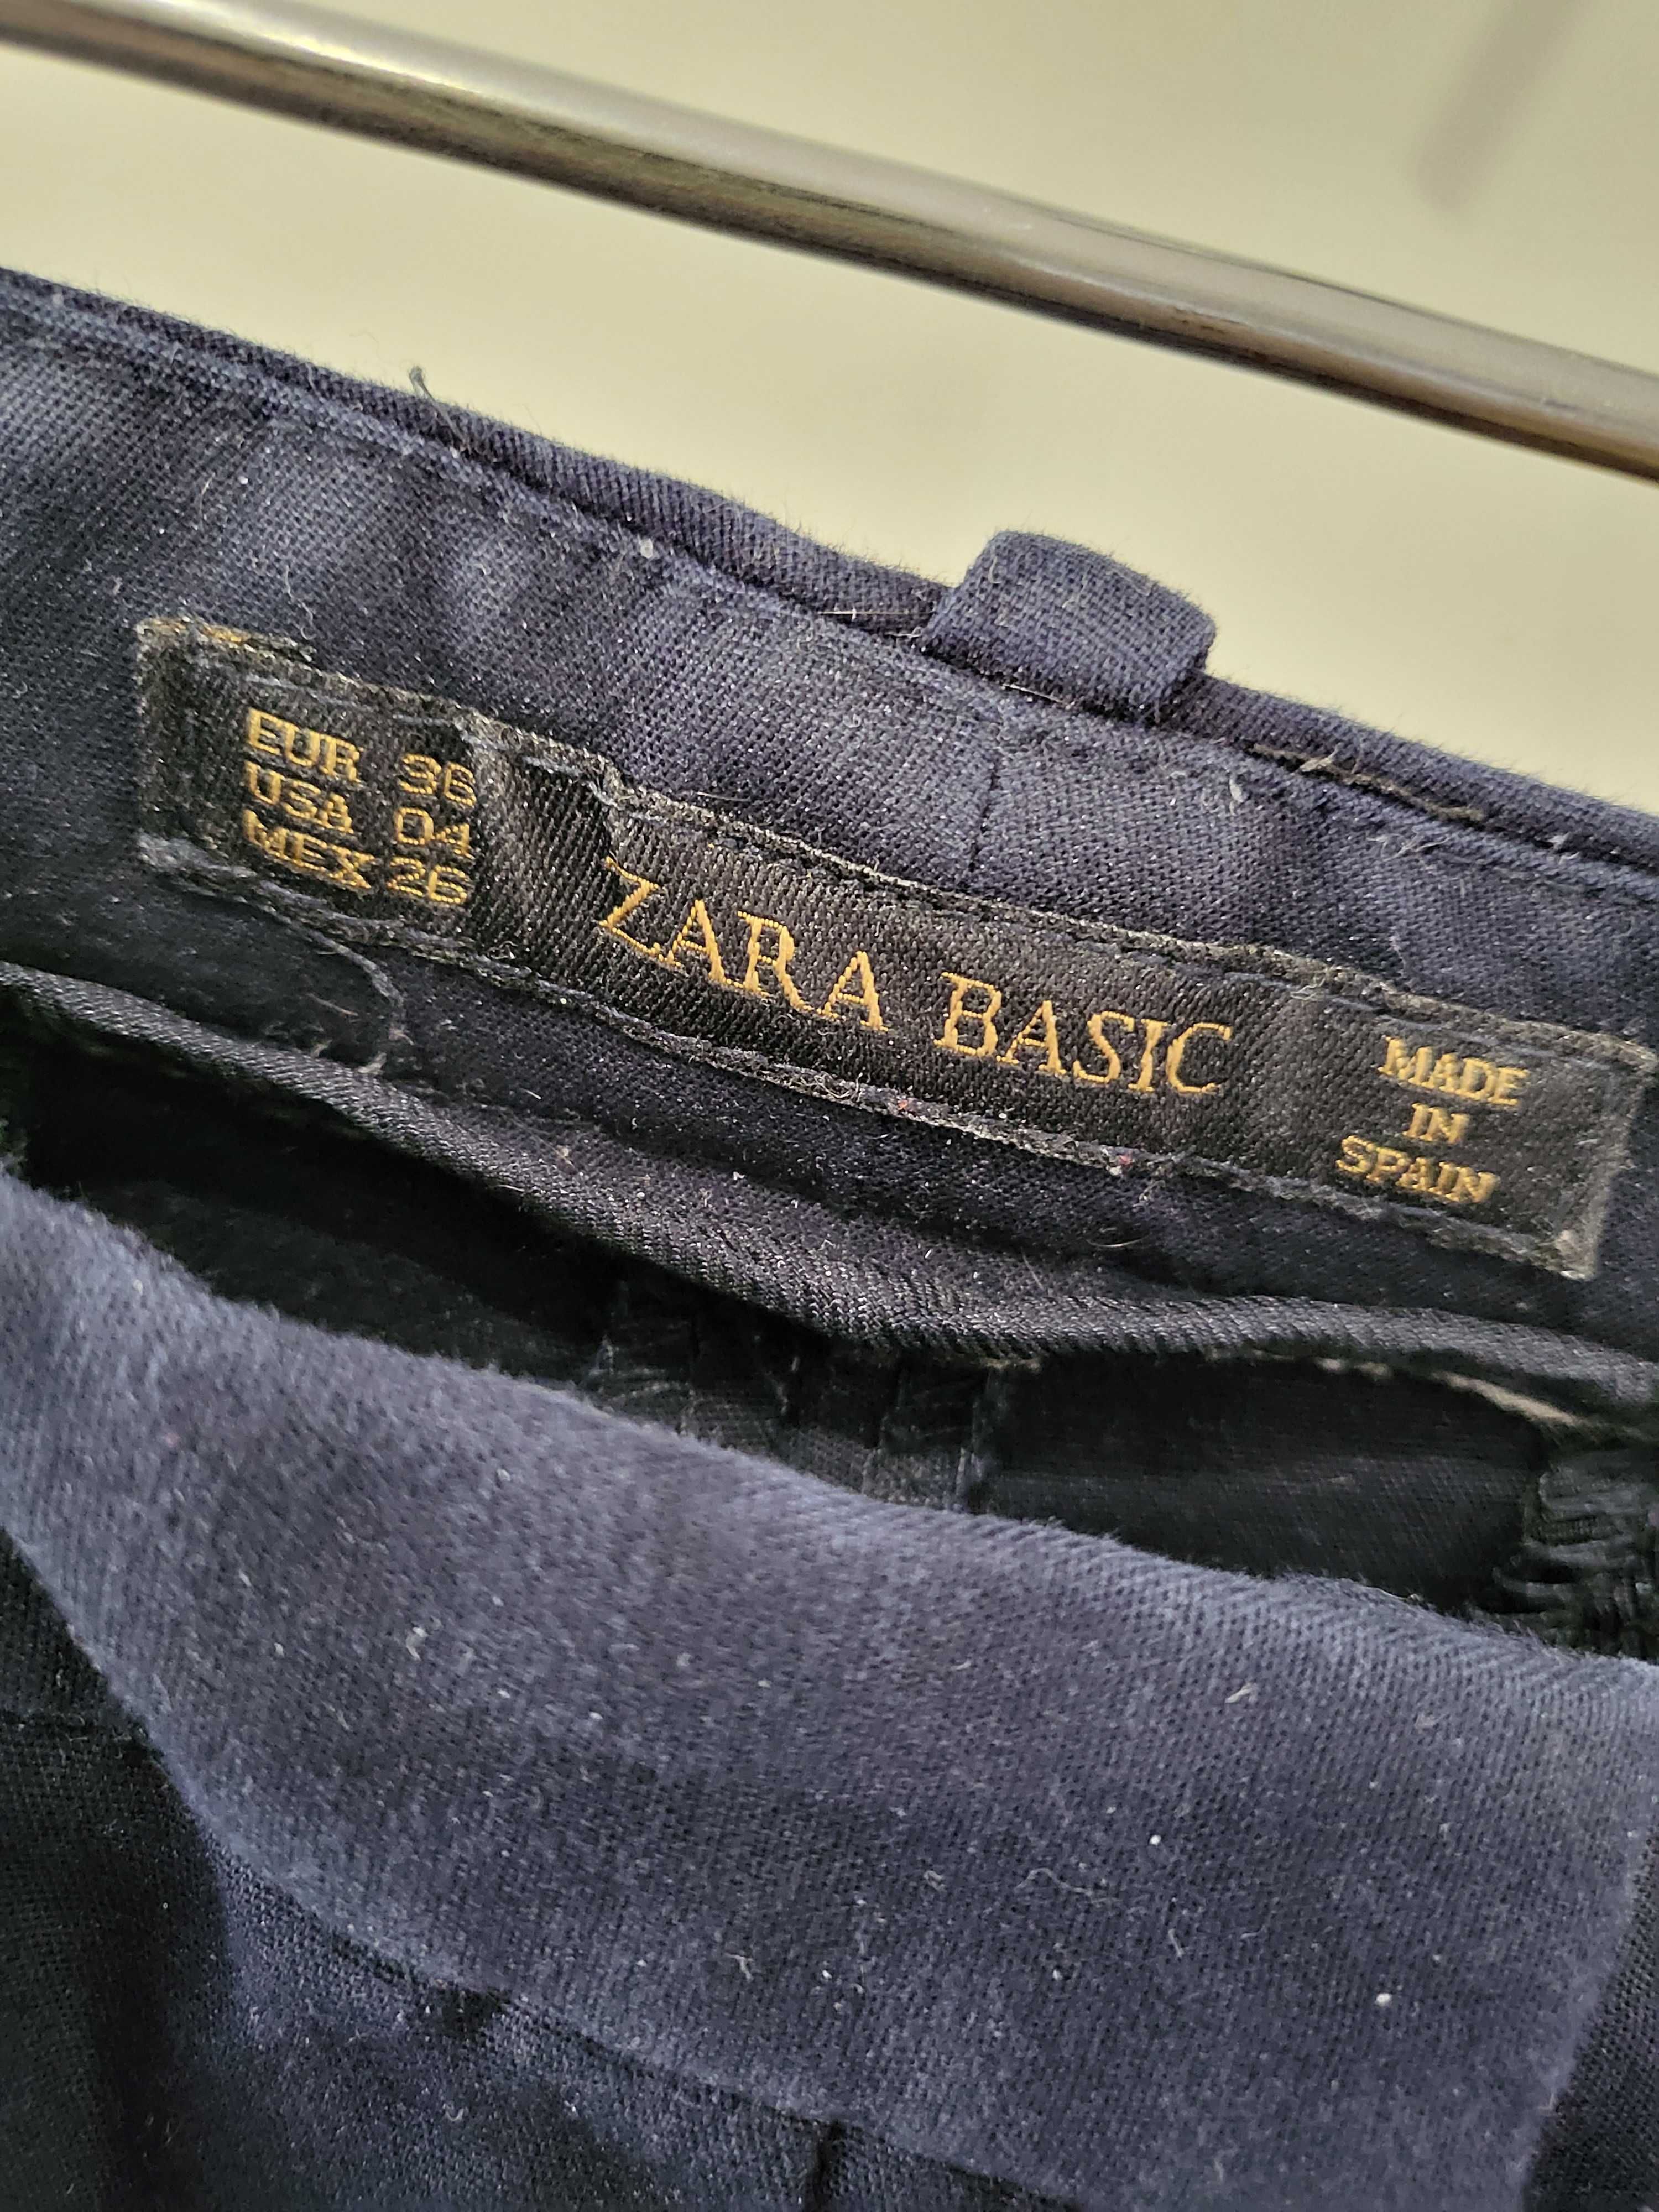 EUR 36
USA 04
MEX 26
ZARA BASIC
MADE
IN
SPAIN